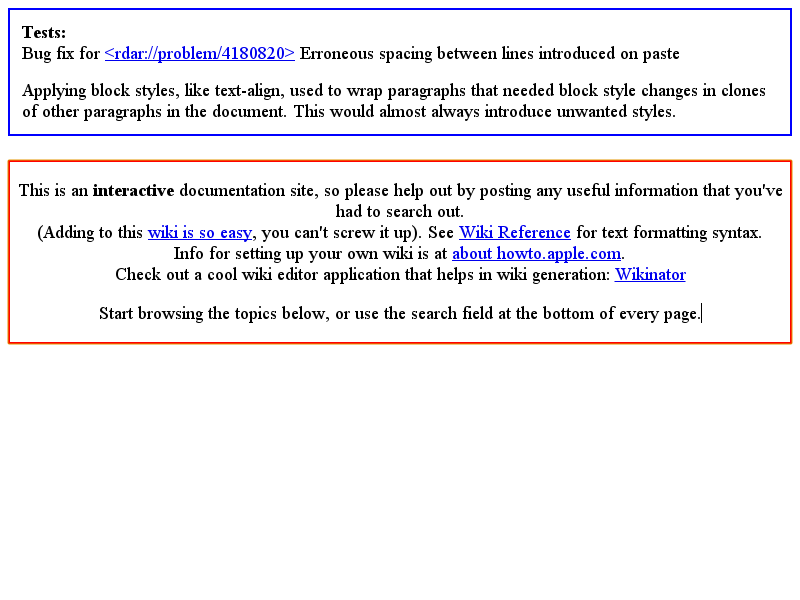 Tests:
Bug fix for <rdar://problem/4180820> Erroneous spacing between lines introduced on paste
Applying block styles, like text-align, used to wrap paragraphs that needed block style changes in clones
of other paragraphs in the document. This would almost always introduce unwanted styles.
This is an interactive documentation site, so please help out by posting any useful information that you've
had to search out.
(Adding to this wiki is so easy, you can't screw it up). See Wiki Reference for text formatting syntax.
Info for setting up your own wiki is at about howto.apple.com.
Check out a cool wiki editor application that helps in wiki generation: Wikinator
Start browsing the topics below, or use the search field at the bottom of every page.